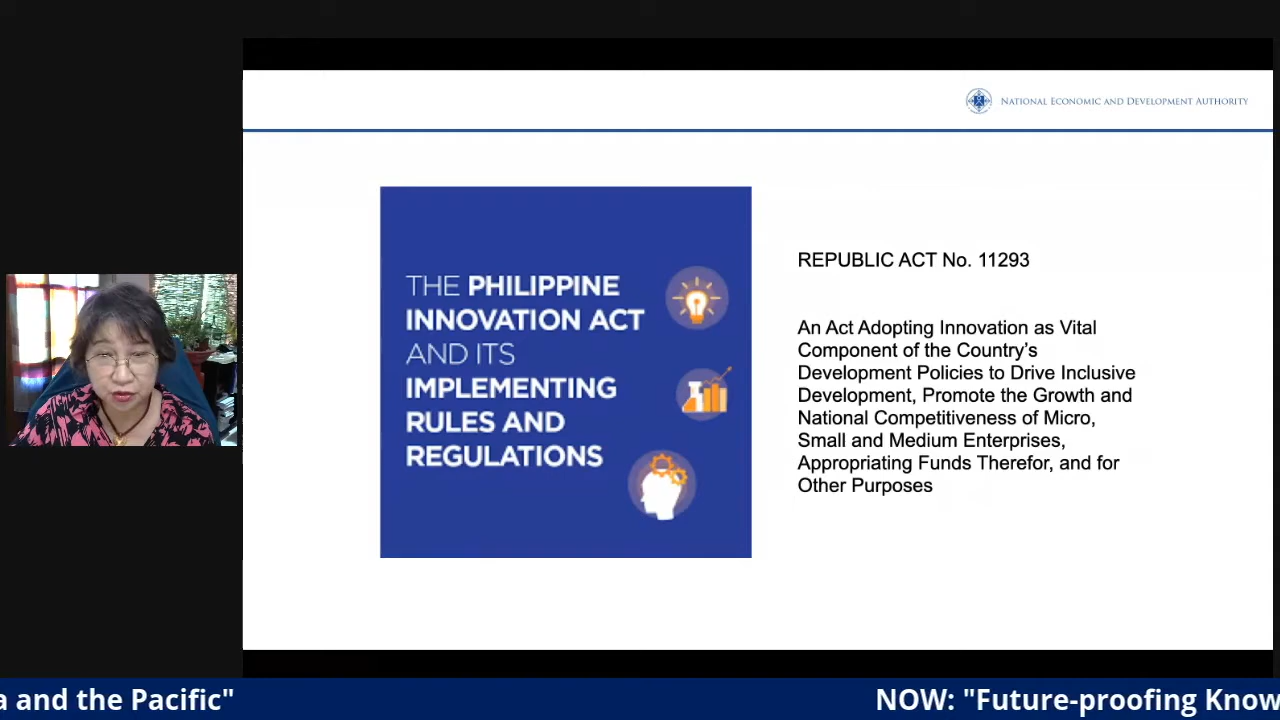 NATIONAL ECONOMIC AND DEVELOPMENT AUTHORITY
THE PHILIPPINE
INNOVATION ACT
AND ITS
IMPLEMENTING
RULES AND
REGULATIONS
REPUBLIC ACT No. 11293
An Act Adopting Innovation as Vital
Component of the Country’s
Development Policies to Drive Inclusive
Development, Promote the Growth and
National Competitiveness of Micro,
Small and Medium Enterprises,
Appropriating Funds Therefor, and for
Other Purposes
a and the Pacific" NOW: "Future-proofing Know